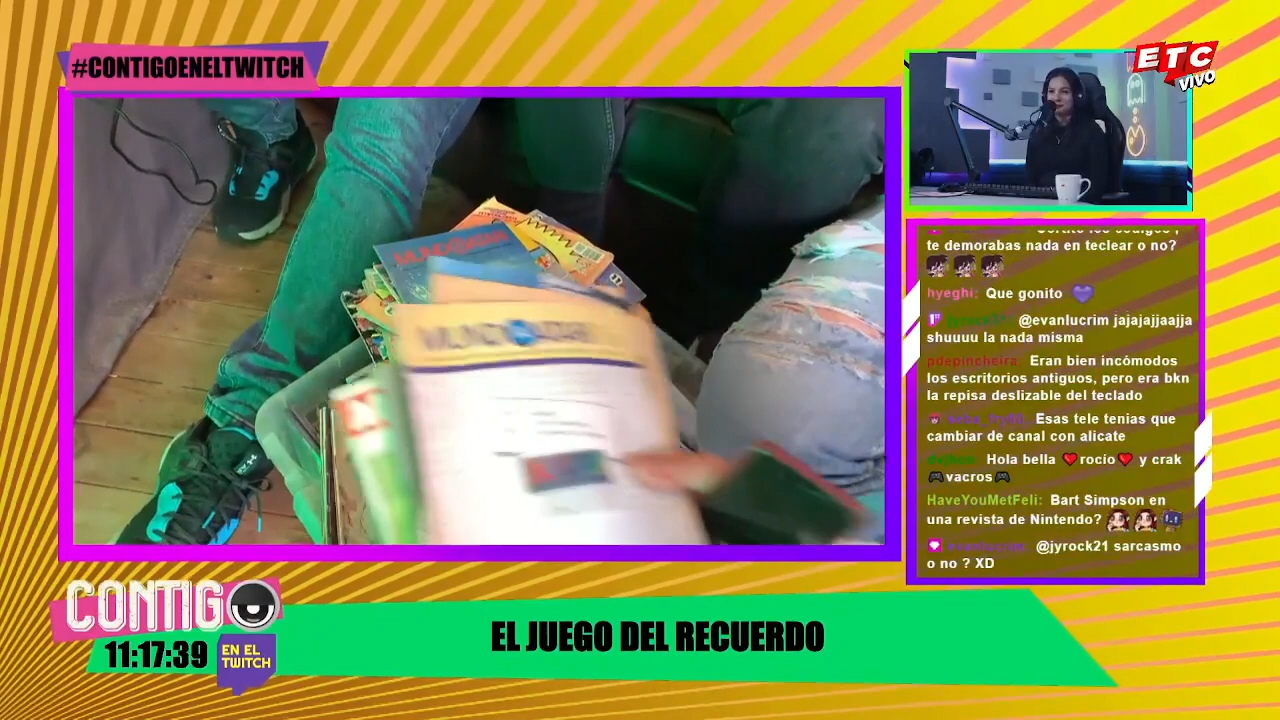 #CONTIGOENELTWITCH
ETC
VIVO
te demorabas nada en teclear o no?
hyeghi: Que gonito
@evanlucrim jajajajjaajja
shuuuu la nada misma
pdepincheira: Eran bien incómodos
los escritorios antiguos, pero era bkn
la repisa deslizable del teclado
Esas tele tenias que
cambiar de canal con alicate
Hola bella rocio y crak
vacros
HaveYouMetFeli: Bart Simpson en
una revista de Nintendo?
evanlucrim: @jyrock21 sarcasmo
o no ? XD
CONTIGO
11:17:39
EN EL
TWITCH
EL JUEGO DEL RECUERDO